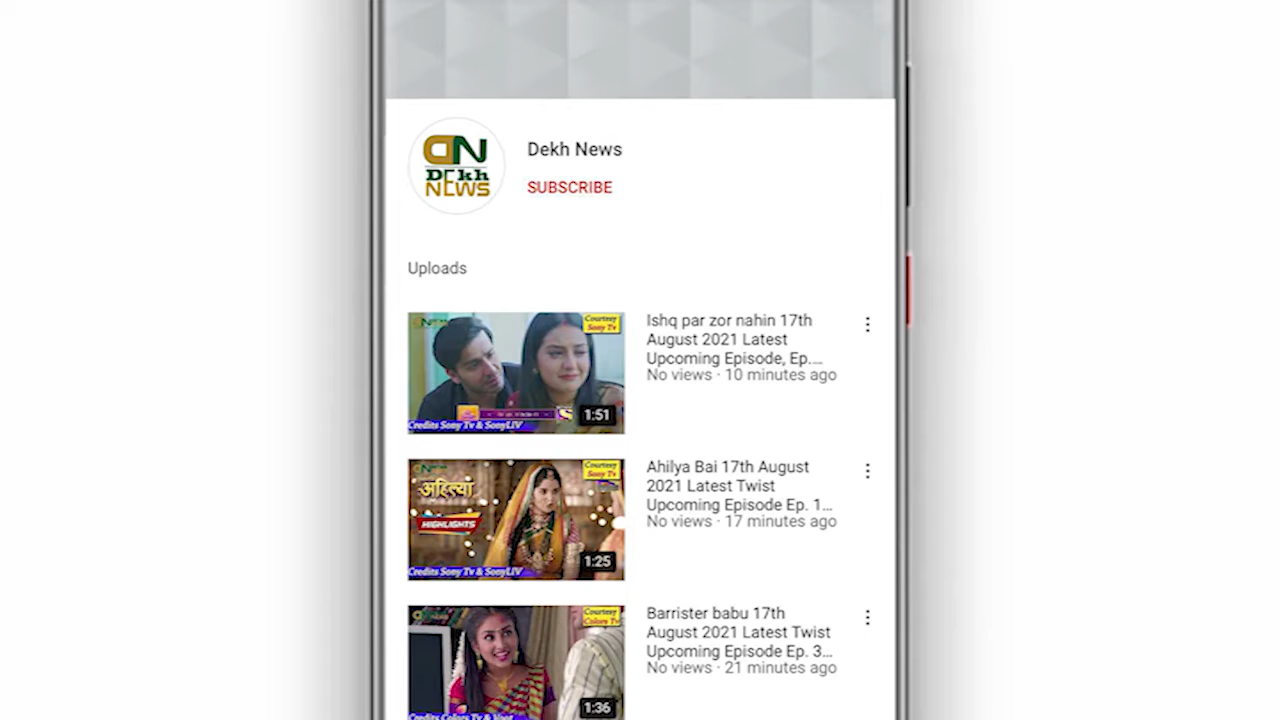 DN
Dekh
NEWS
Dekh News
SUBSCRIBE
Uploads
Courtesy
Sony Tv
1:51
Credits Sony Tv & SonyLIV
Ishq par zor nahin 17th
August 2021 Latest
Upcoming Episode, Ep....
No views · 10 minutes ago
Courtesy
Sony Tv
अहिल्या
HIGHLIGHTS
1:25
Credits Sony Tv & SonyLIV
Ahilya Bai 17th August
2021 Latest Twist
Upcoming Episode Ep. 1...
No views · 17 minutes ago
Courtesy
Colors Tv
1:36
Credits Colors Tv & Voot
Barrister babu 17th
August 2021 Latest Twist
Upcoming Episode Ep. 3...
No views · 21 minutes ago